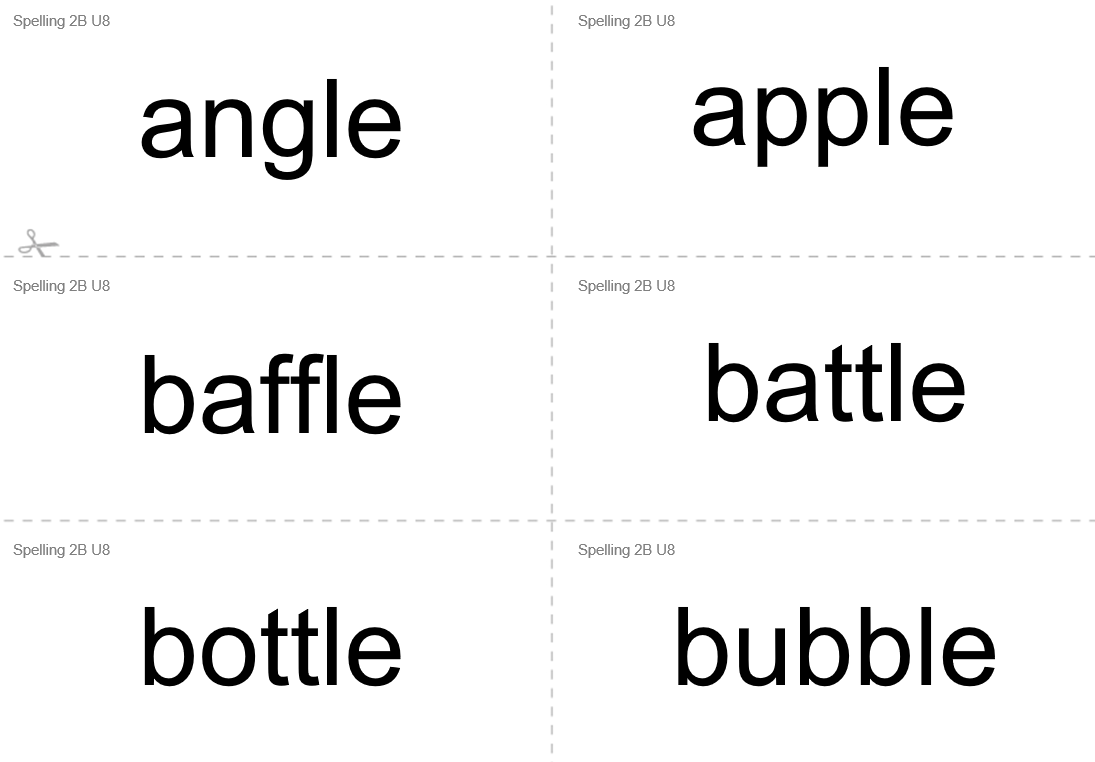 Spelling 2B U8
angle
Spelling 2B U8
apple
Spelling 2B U8
baffle
Spelling 2B U8
battle
Spelling 2B U8
bottle
Spelling 2B U8
bubble